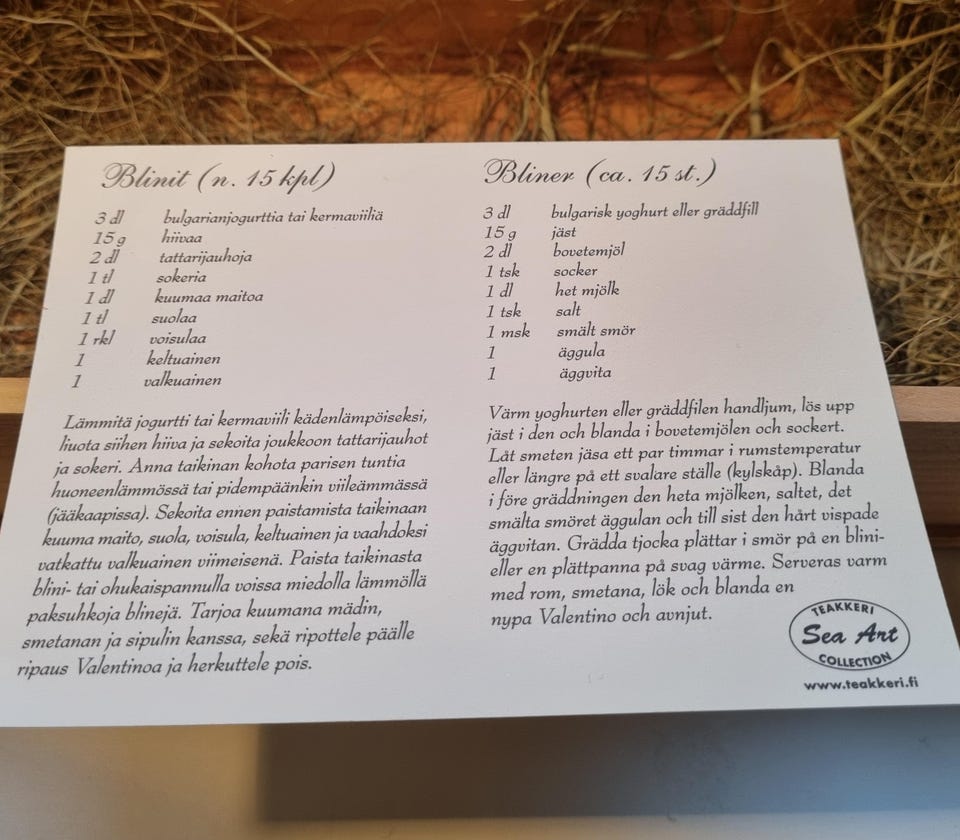 Blinit (n. 15 kpl)
3 dl bulgarianjogurttia tai kermaviiliä
15 g hiivaa
2 dl tattarijauhoja
1 tl sokeria
1 dl kuumaa maitoa
1 tl suolaa
1 rkl voisulaa
1 keltuainen
1 valkuainen
Lämmitä jogurtti tai kermaviili kädenlämpöiseksi,
liuota siihen hiiva ja sekoita joukkoon tattarijauhot
ja sokeri. Anna taikinan kohota parisen tuntia
huoneenlämmössä tai pidempäänkin viileämmässä
(jääkaapissa). Sekoita ennen paistamista taikinaan
kuuma maito, suola, voisula, keltuainen ja vaahdoksi
vatkattu valkuainen viimeisenä. Paista taikinasta
blini- tai ohukaispannulla voissa miedolla lämmöllä
paksuhkoja blinejä. Tarjoa kuumana mädin,
smetanan ja sipulin kanssa, sekä ripottele päälle
ripaus Valentinoa ja herkuttele pois.
Bliner (ca. 15 st.)
3 dl bulgarisk yoghurt eller gräddfill
15 g jäst
2 dl bovetemjöl
1 tsk socker
1 dl het mjölk
1 tsk salt
1 msk smält smör
1 äggula
1 äggvita
Värm yoghurten eller gräddfilen handljum, lös upp
jäst i den och blanda i bovetemjölen och sockert.
Låt smeten jäsa ett par timmar i rumstemperatur
eller längre på ett svalare ställe (kylskåp). Blanda
i före gräddningen den heta mjölken, saltet, det
smälta smöret äggulan och till sist den hårt vispade
äggvitan. Grädda tjocka plättar i smör på en blini-
eller en plättpanna på svag värme. Serveras varm
med rom, smetana, lök och blanda en
nypa Valentino och avnjut.
TEAKKERI
Sea Art
COLLECTION
www.teakkeri.fi